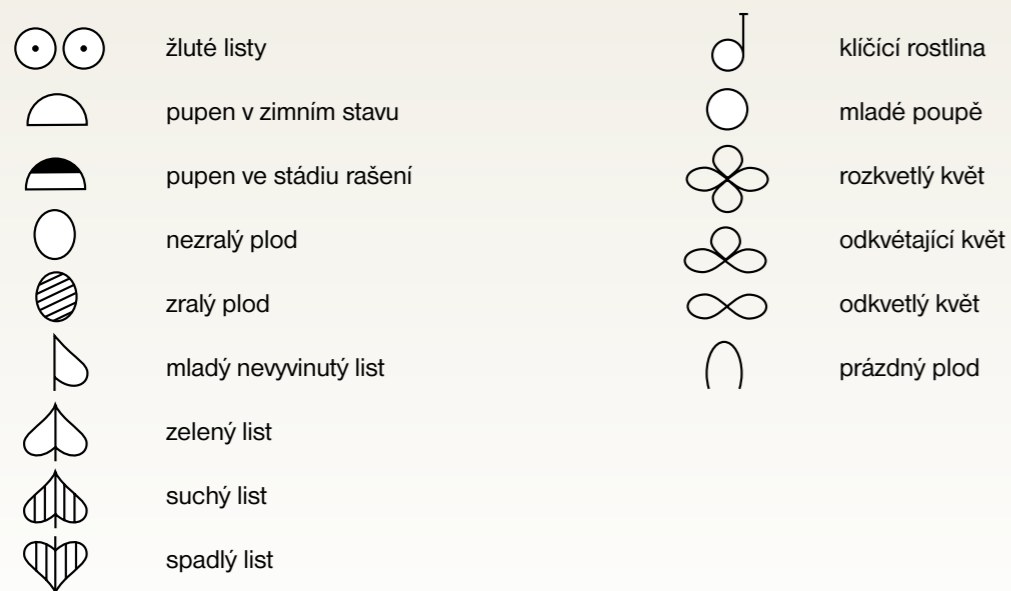 žluté listy
pupen v zimním stavu
pupen ve stádiu rašení
nezralý plod
zralý plod
mladý nevyvinutý list
zelený list
suchý list
spadlý list
klíčící rostlina
mladé poupě
rozkvetlý květ
odkvétající květ
odkvetlý květ
prázdný plod